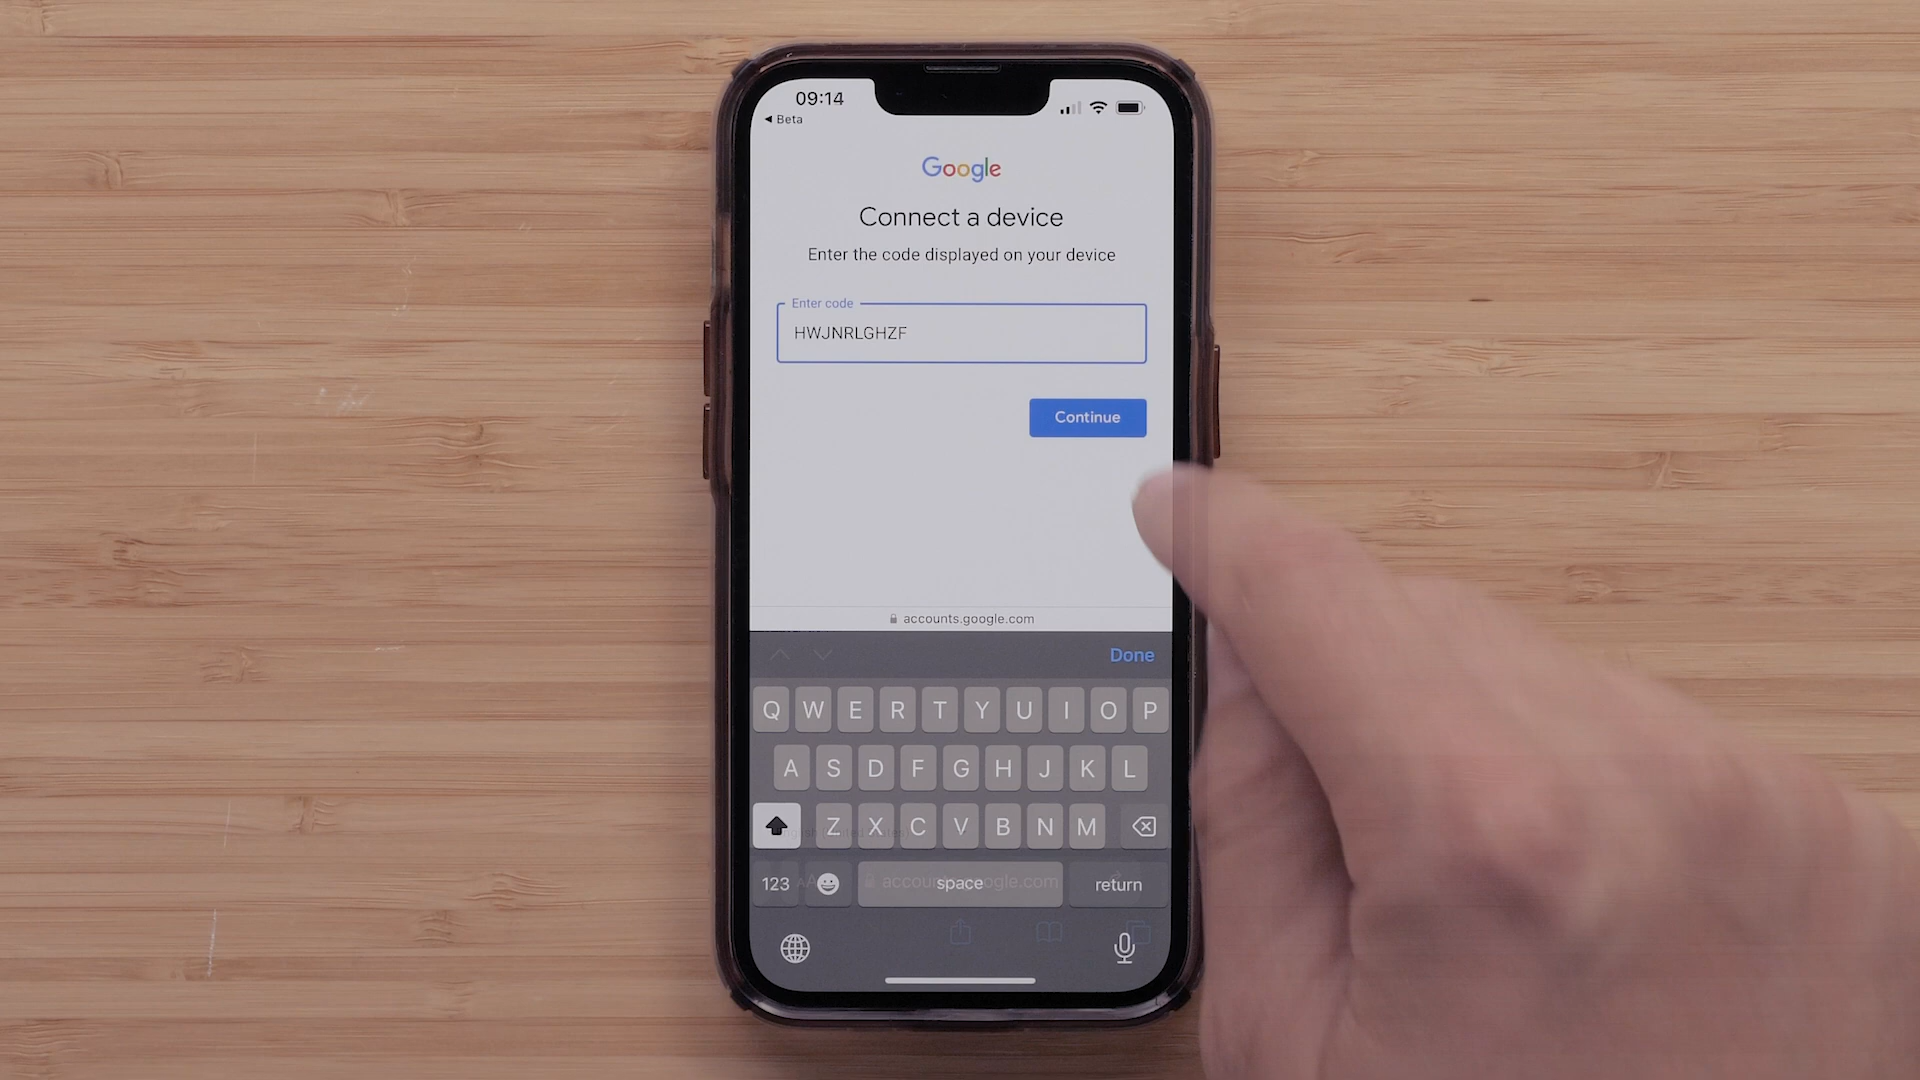 09:14
◀ Beta
Google
Connect a device
Enter the code displayed on your device
Enter code
HWJNRLGHZF
Continue
accounts.google.com
Done
Q W E R T Y U I O P
A S D F G H J K L
Z X C V B N M
123 space return
accounts.google.com